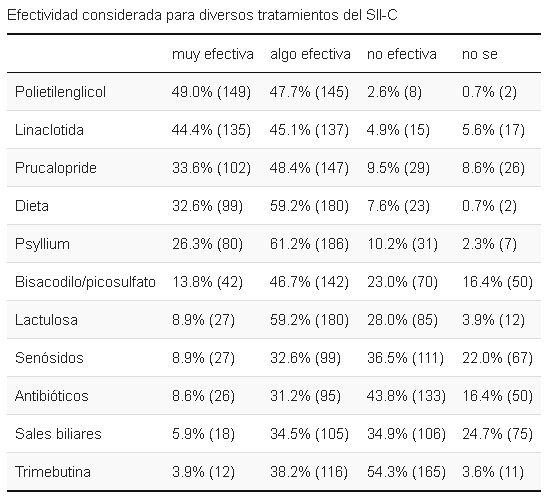 Efectividad considerada para diversos tratamientos del SII-C
muy efectiva algo efectiva no efectiva no se
Polietilenglicol 49.0% (149) 47.7% (145) 2.6% (8) 0.7% (2)
Linaclotida 44.4% (135) 45.1% (137) 4.9% (15) 5.6% (17)
Prucalopride 33.6% (102) 48.4% (147) 9.5% (29) 8.6% (26)
Dieta 32.6% (99) 59.2% (180) 7.6% (23) 0.7% (2)
Psyllium 26.3% (80) 61.2% (186) 10.2% (31) 2.3% (7)
Bisacodilo/picosulfato 13.8% (42) 46.7% (142) 23.0% (70) 16.4% (50)
Lactulosa 8.9% (27) 59.2% (180) 28.0% (85) 3.9% (12)
Senósidos 8.9% (27) 32.6% (99) 36.5% (111) 22.0% (67)
Antibióticos 8.6% (26) 31.2% (95) 43.8% (133) 16.4% (50)
Sales biliares 5.9% (18) 34.5% (105) 34.9% (106) 24.7% (75)
Trimebutina 3.9% (12) 38.2% (116) 54.3% (165) 3.6% (11)